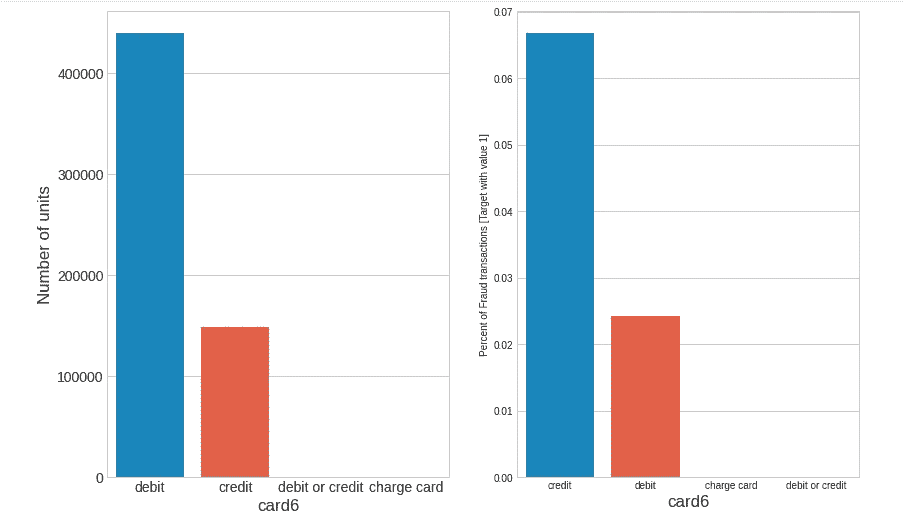 Number of units
400000
300000
200000
100000
0
debit credit debit or credit charge card
card6
Percent of Fraud transactions [Target with value 1]
0.07
0.06
0.05
0.04
0.03
0.02
0.01
0.00
credit debit charge card debit or credit
card6